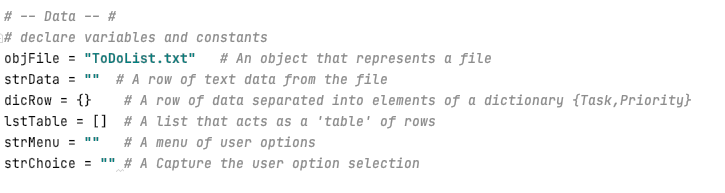 # -- Data -- #
# declare variables and constants
objFile = "ToDoList.txt"   # An object that represents a file
strData = ""  # A row of text data from the file
dicRow = {}    # A row of data separated into elements of a dictionary {Task,Priority}
lstTable = []  # A list that acts as a 'table' of rows
strMenu = ""   # A menu of user options
strChoice = "" # A Capture the user option selection